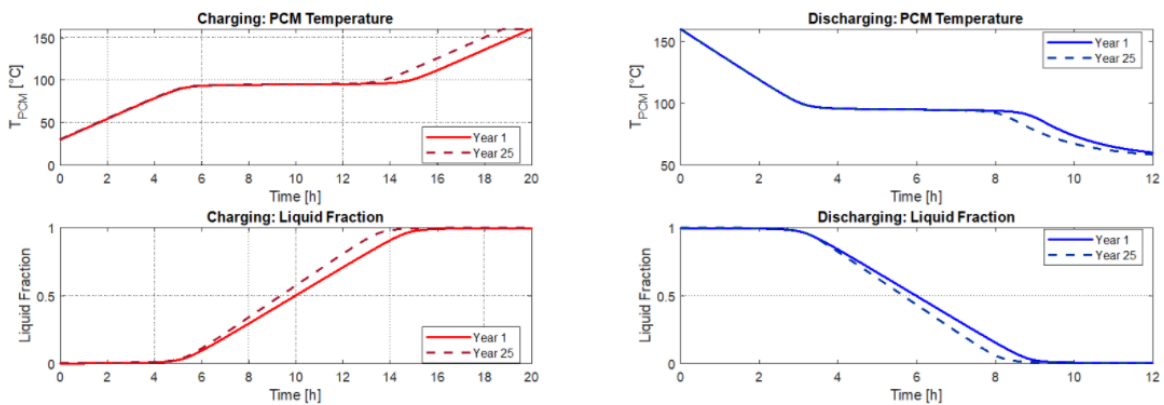 Charging: PCM Temperature
T_PCM [°C]
150
100
50
0
0 2 4 6 8 10 12 14 16 18 20
Time [h]
Year 1
Year 25
Discharging: PCM Temperature
T_PCM [°C]
150
100
50
0 2 4 6 8 10 12
Time [h]
Year 1
Year 25
Charging: Liquid Fraction
Liquid Fraction
1
0.5
0
0 2 4 6 8 10 12 14 16 18 20
Time [h]
Year 1
Year 25
Discharging: Liquid Fraction
Liquid Fraction
1
0.5
0
0 2 4 6 8 10 12
Time [h]
Year 1
Year 25